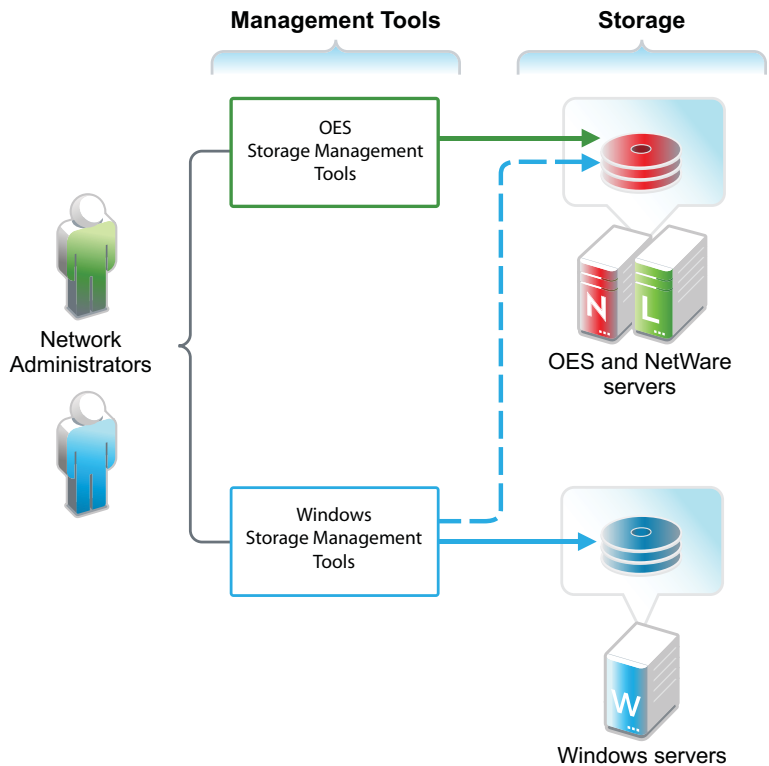 Management Tools
Storage
OES
Storage Management
Tools
N
L
Network
Administrators
OES and NetWare
servers
Windows
Storage Management
Tools
W
Windows servers